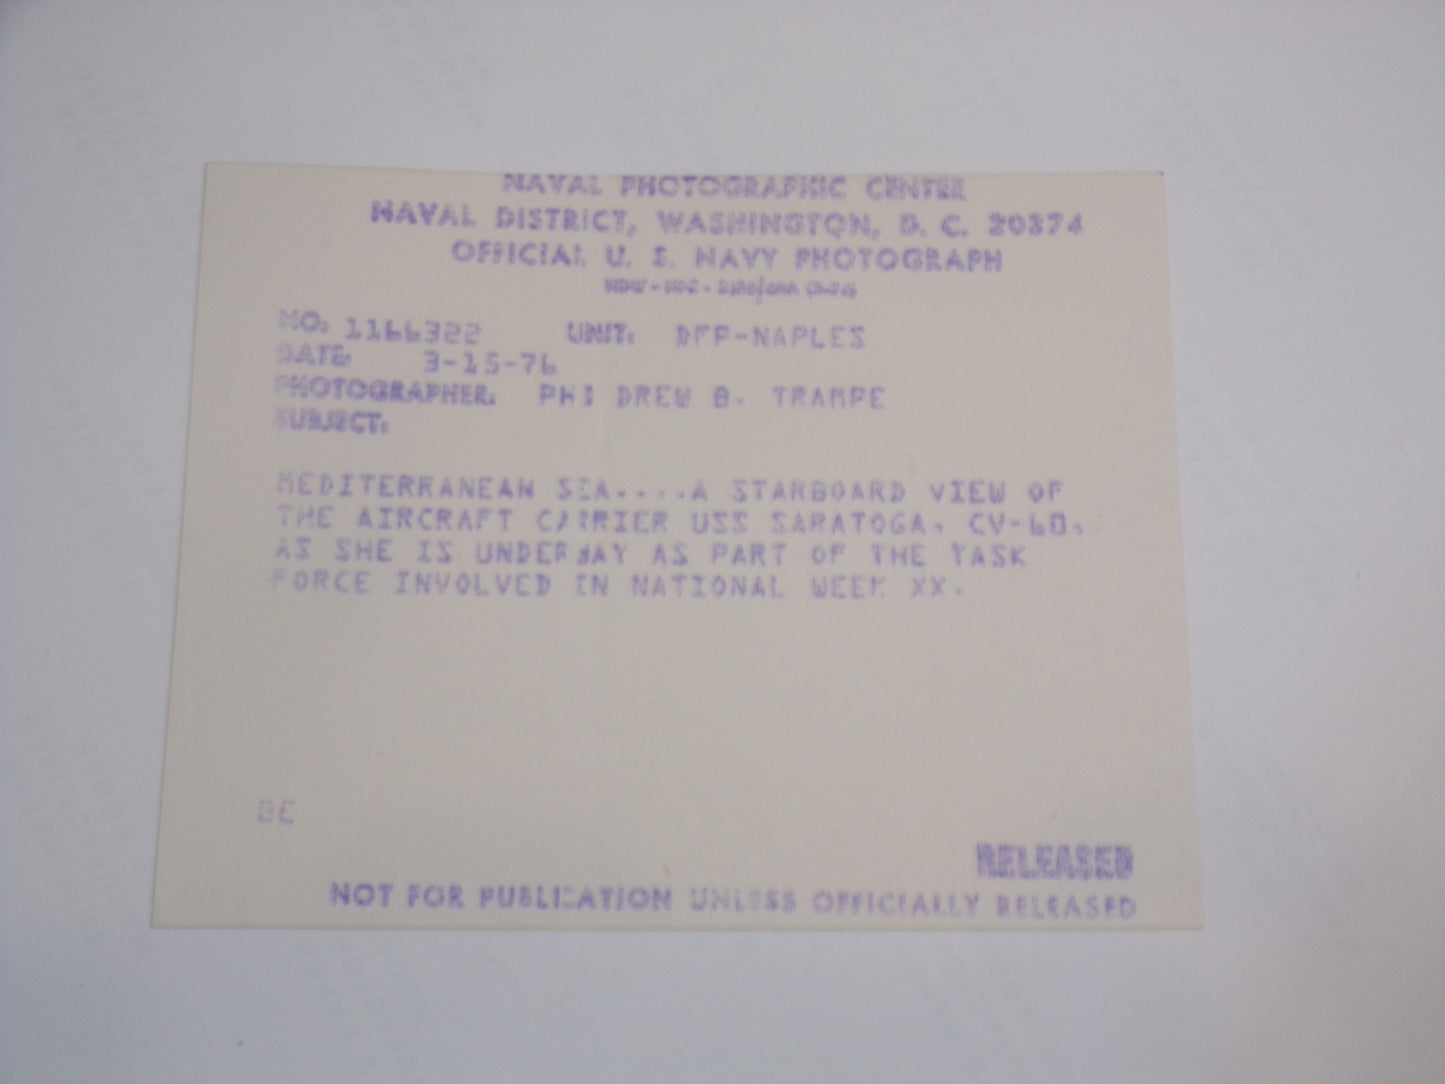 NAVAL PHOTOGRAPHIC CENTER
NAVAL DISTRICT, WASHINGTON, D. C. 20374
OFFICIAL U. S. NAVY PHOTOGRAPH
NO: 1166322 UNIT: DFP-NAPLES
DATE: 3-15-76
PHOTOGRAPHER: DREW B. TRAMPE
SUBJECT:
MEDITERRANEAN SEA....A STARBOARD VIEW OF
THE AIRCRAFT CARRIER USS SARATOGA, CV-60,
AS SHE IS UNDERWAY AS PART OF THE TASK
FORCE INVOLVED IN NATIONAL WEEK XX.
BE
RELEASED
NOT FOR PUBLICATION UNLESS OFFICIALLY RELEASED